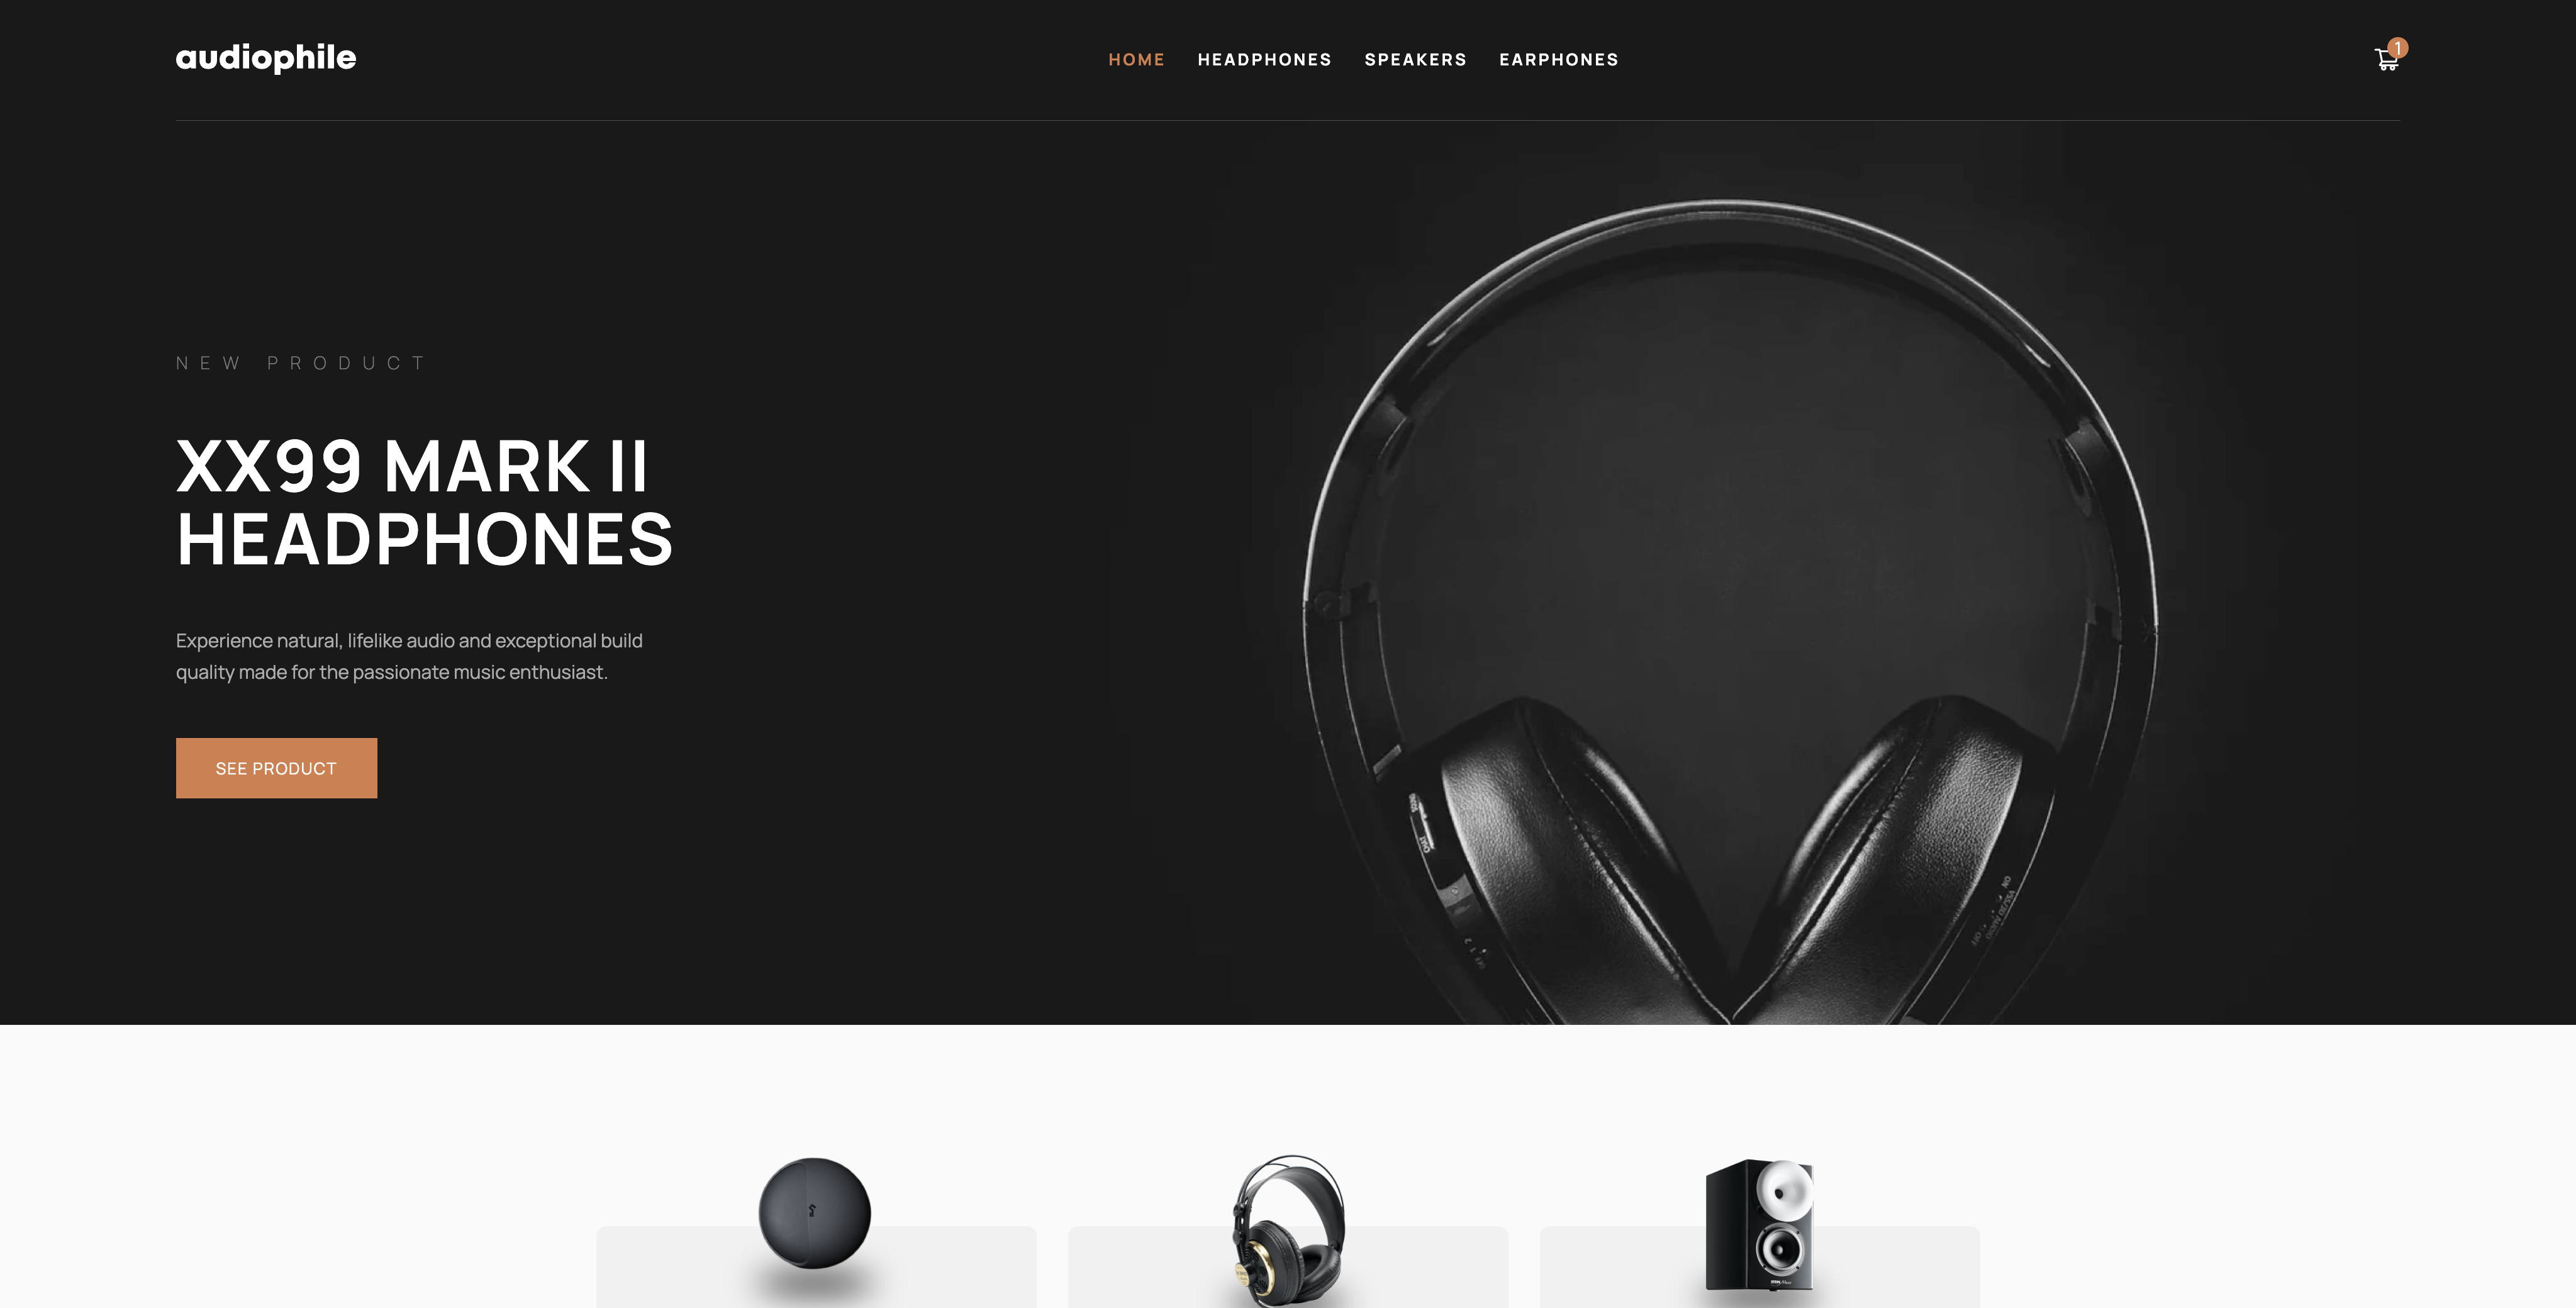 audiophile
HOME HEADPHONES SPEAKERS EARPHONES
1
NEW PRODUCT
XX99 MARK II
HEADPHONES
Experience natural, lifelike audio and exceptional build
quality made for the passionate music enthusiast.
SEE PRODUCT
CHAT